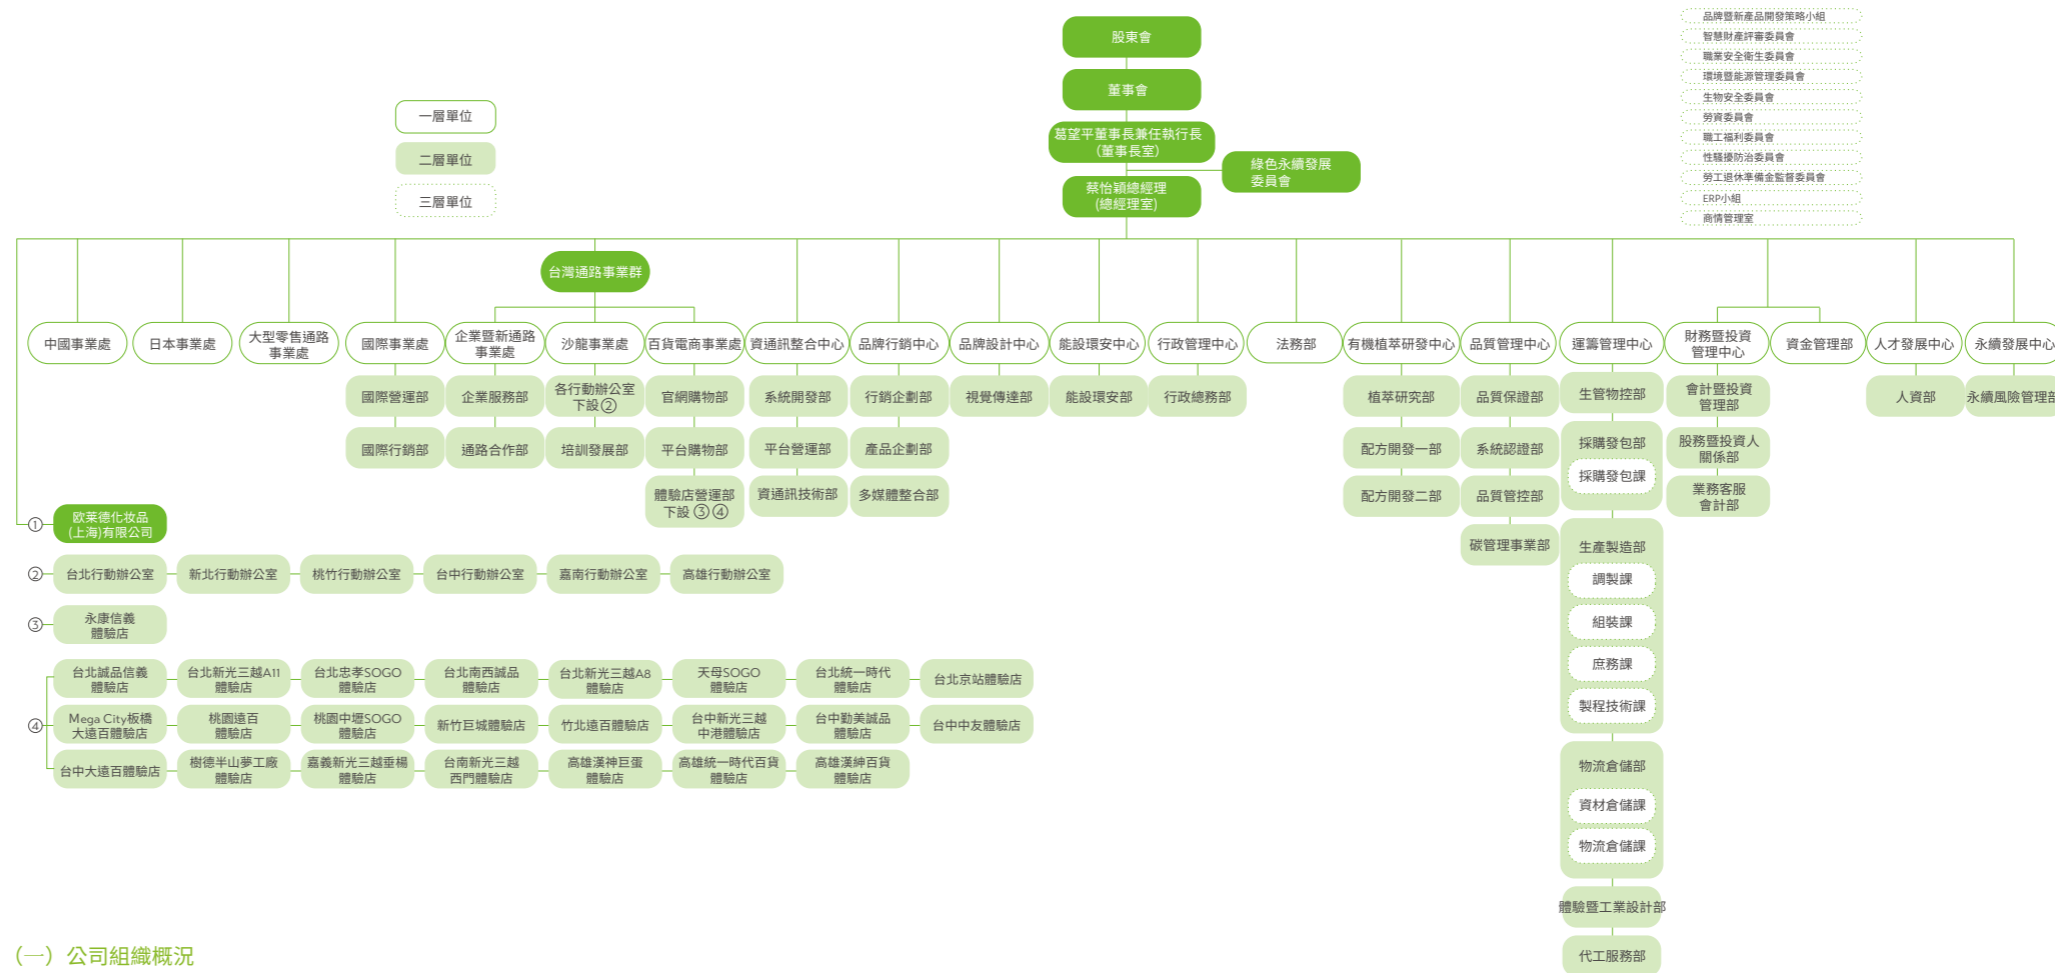 股東會
董事會
葛望平董事長兼任執行長
(董事長室)
綠色永續發展
委員會
蔡怡穎總經理
(總經理室)
品牌暨新產品開發策略小組
智慧財產評審委員會
職業安全衛生委員會
環境暨能源管理委員會
生物安全委員會
勞資委員會
職工福利委員會
性騷擾防治委員會
勞工退休準備金監督委員會
ERP小組
商情管理室
一層單位
二層單位
三層單位
台灣通路事業群
中國事業處
日本事業處
大型零售通路
事業處
國際事業處
國際營運部
國際行銷部
企業暨新通路
事業處
企業服務部
通路合作部
沙龍事業處
各行動辦公室
下設②
培訓發展部
百貨電商事業處
官網購物部
平台購物部
體驗店營運部
下設 ③④
資通訊整合中心
系統開發部
平台營運部
資通訊技術部
品牌行銷中心
行銷企劃部
產品企劃部
多媒體整合部
品牌設計中心
視覺傳達部
能設環安中心
能設環安部
行政管理中心
行政總務部
法務部
有機植萃研發中心
植萃研究部
配方開發一部
配方開發二部
品質管理中心
品質保證部
系統認證部
品質管控部
碳管理事業部
運籌管理中心
生管物控部
採購發包部
採購發包課
生產製造部
調製課
組裝課
庶務課
製程技術課
物流倉儲部
資材倉儲課
物流倉儲課
體驗暨工業設計部
代工服務部
財務暨投資
管理中心
會計暨投資
管理部
股務暨投資人
關係部
業務客服
會計部
資金管理部
人才發展中心
人資部
永續發展中心
永續風險管理部
①
欧莱德化妆品
(上海)有限公司
②
台北行動辦公室
新北行動辦公室
桃竹行動辦公室
台中行動辦公室
嘉南行動辦公室
高雄行動辦公室
③
永康信義
體驗店
④
台北誠品信義
體驗店
台北新光三越A11
體驗店
台北忠孝SOGO
體驗店
台北南西誠品
體驗店
台北新光三越A8
體驗店
天母SOGO
體驗店
台北統一時代
體驗店
台北京站體驗店
Mega City板橋
大遠百體驗店
桃園遠百
體驗店
桃園中壢SOGO
體驗店
新竹巨城體驗店
竹北遠百體驗店
台中新光三越
中港體驗店
台中勤美誠品
體驗店
台中中友體驗店
台中大遠百體驗店
樹德半山夢工廠
體驗店
嘉義新光三越垂楊
體驗店
台南新光三越
西門體驗店
高雄漢神巨蛋
體驗店
高雄統一時代百貨
體驗店
高雄漢紳百貨
體驗店
(一)公司組織概況